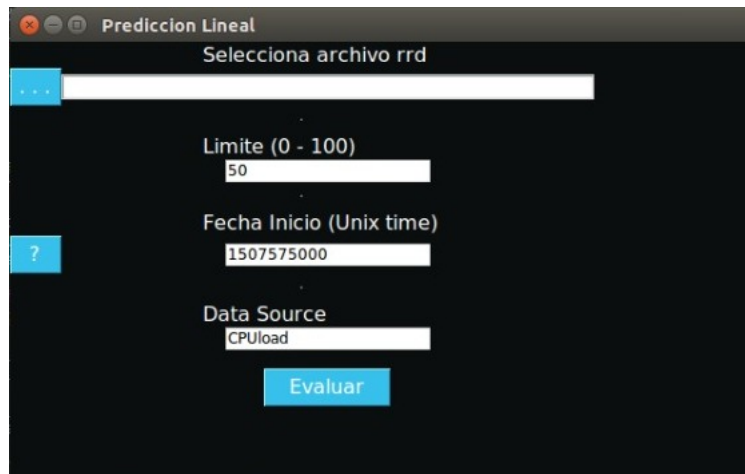 Prediccion Lineal
Selecciona archivo rrd
...
Limite (0 - 100)
50
Fecha Inicio (Unix time)
?
1507575000
Data Source
CPUload
Evaluar